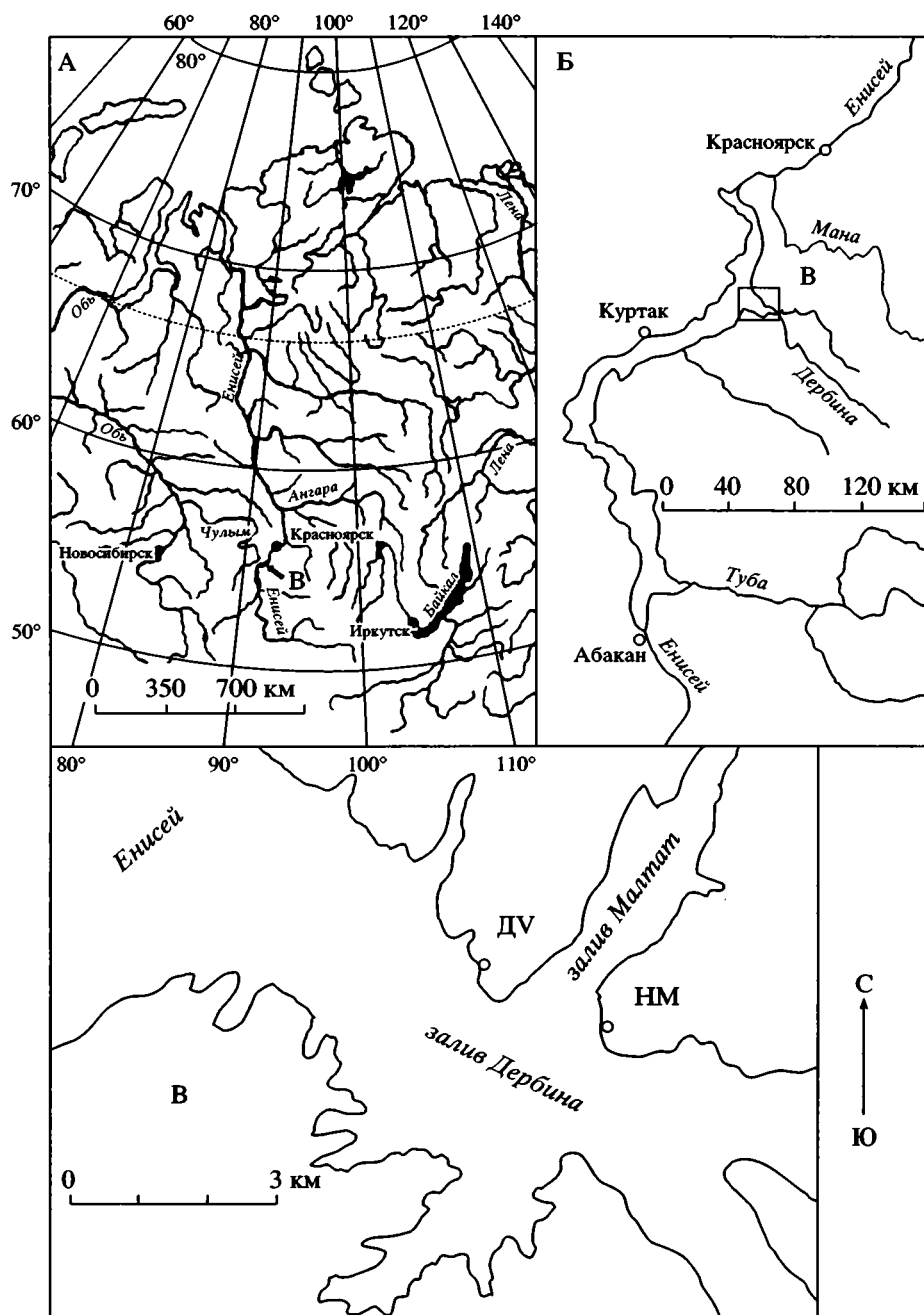 60° 80° 100° 120° 140°
А
80°
70°
60°
50°
Лена
Обь
Енисей
Обь
Лена
Ангара
Чулым
Новосибирск
Красноярск
В
Енисей
Байкал
Иркутск
0 350 700 км
80° 90° 100° 110°
Б
Енисей
Красноярск
Мана
В
Куртак
Дербина
0 40 80 120 км
Туба
Абакан
Енисей
Енисей
ДV
залив Малтат
НМ
залив Дербина
В
0 3 км
С
Ю